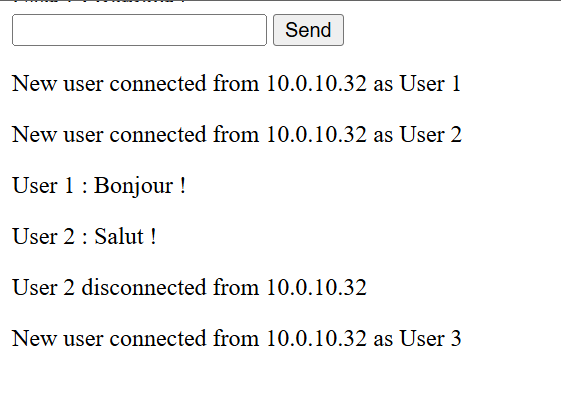 Send
New user connected from 10.0.10.32 as User 1
New user connected from 10.0.10.32 as User 2
User 1 : Bonjour !
User 2 : Salut !
User 2 disconnected from 10.0.10.32
New user connected from 10.0.10.32 as User 3